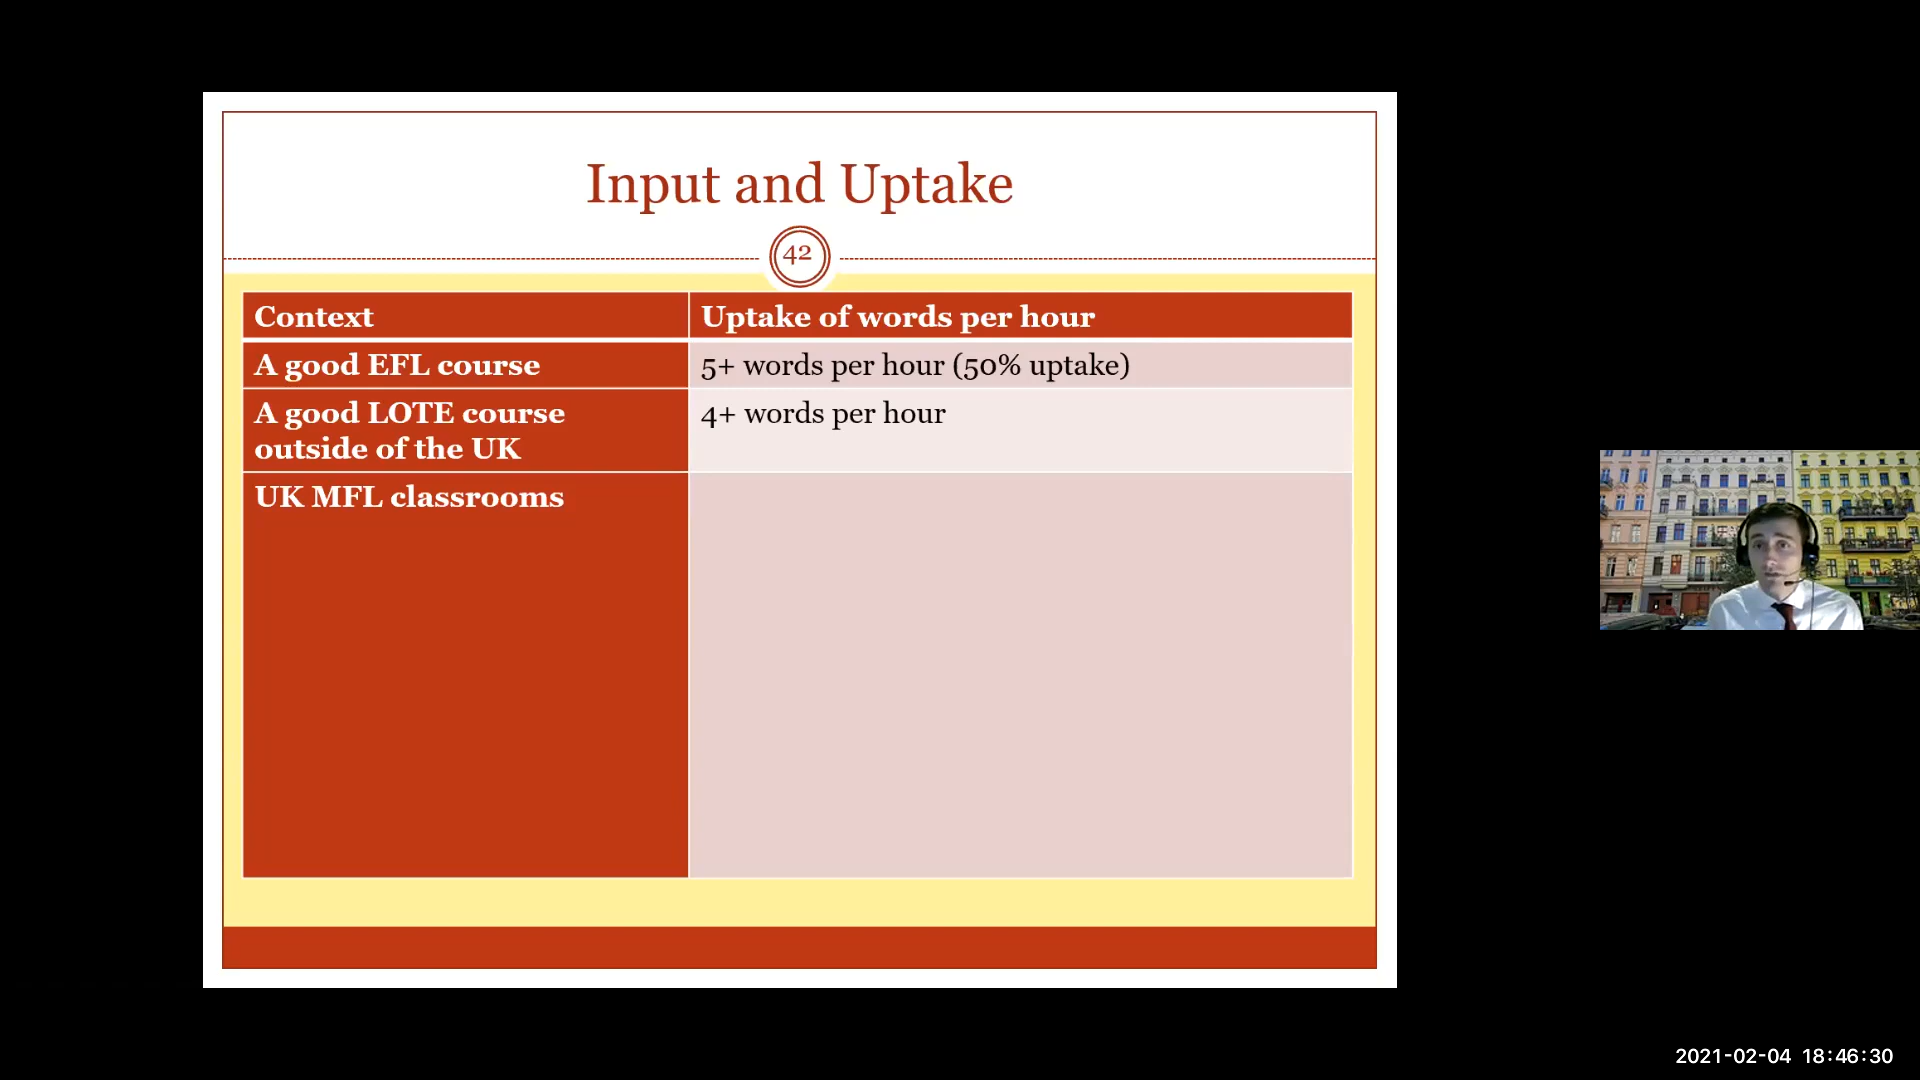 Input and Uptake
42
Context
Uptake of words per hour
A good EFL course
5+ words per hour (50% uptake)
A good LOTE course
outside of the UK
4+ words per hour
UK MFL classrooms
2021-02-04 18:46:30